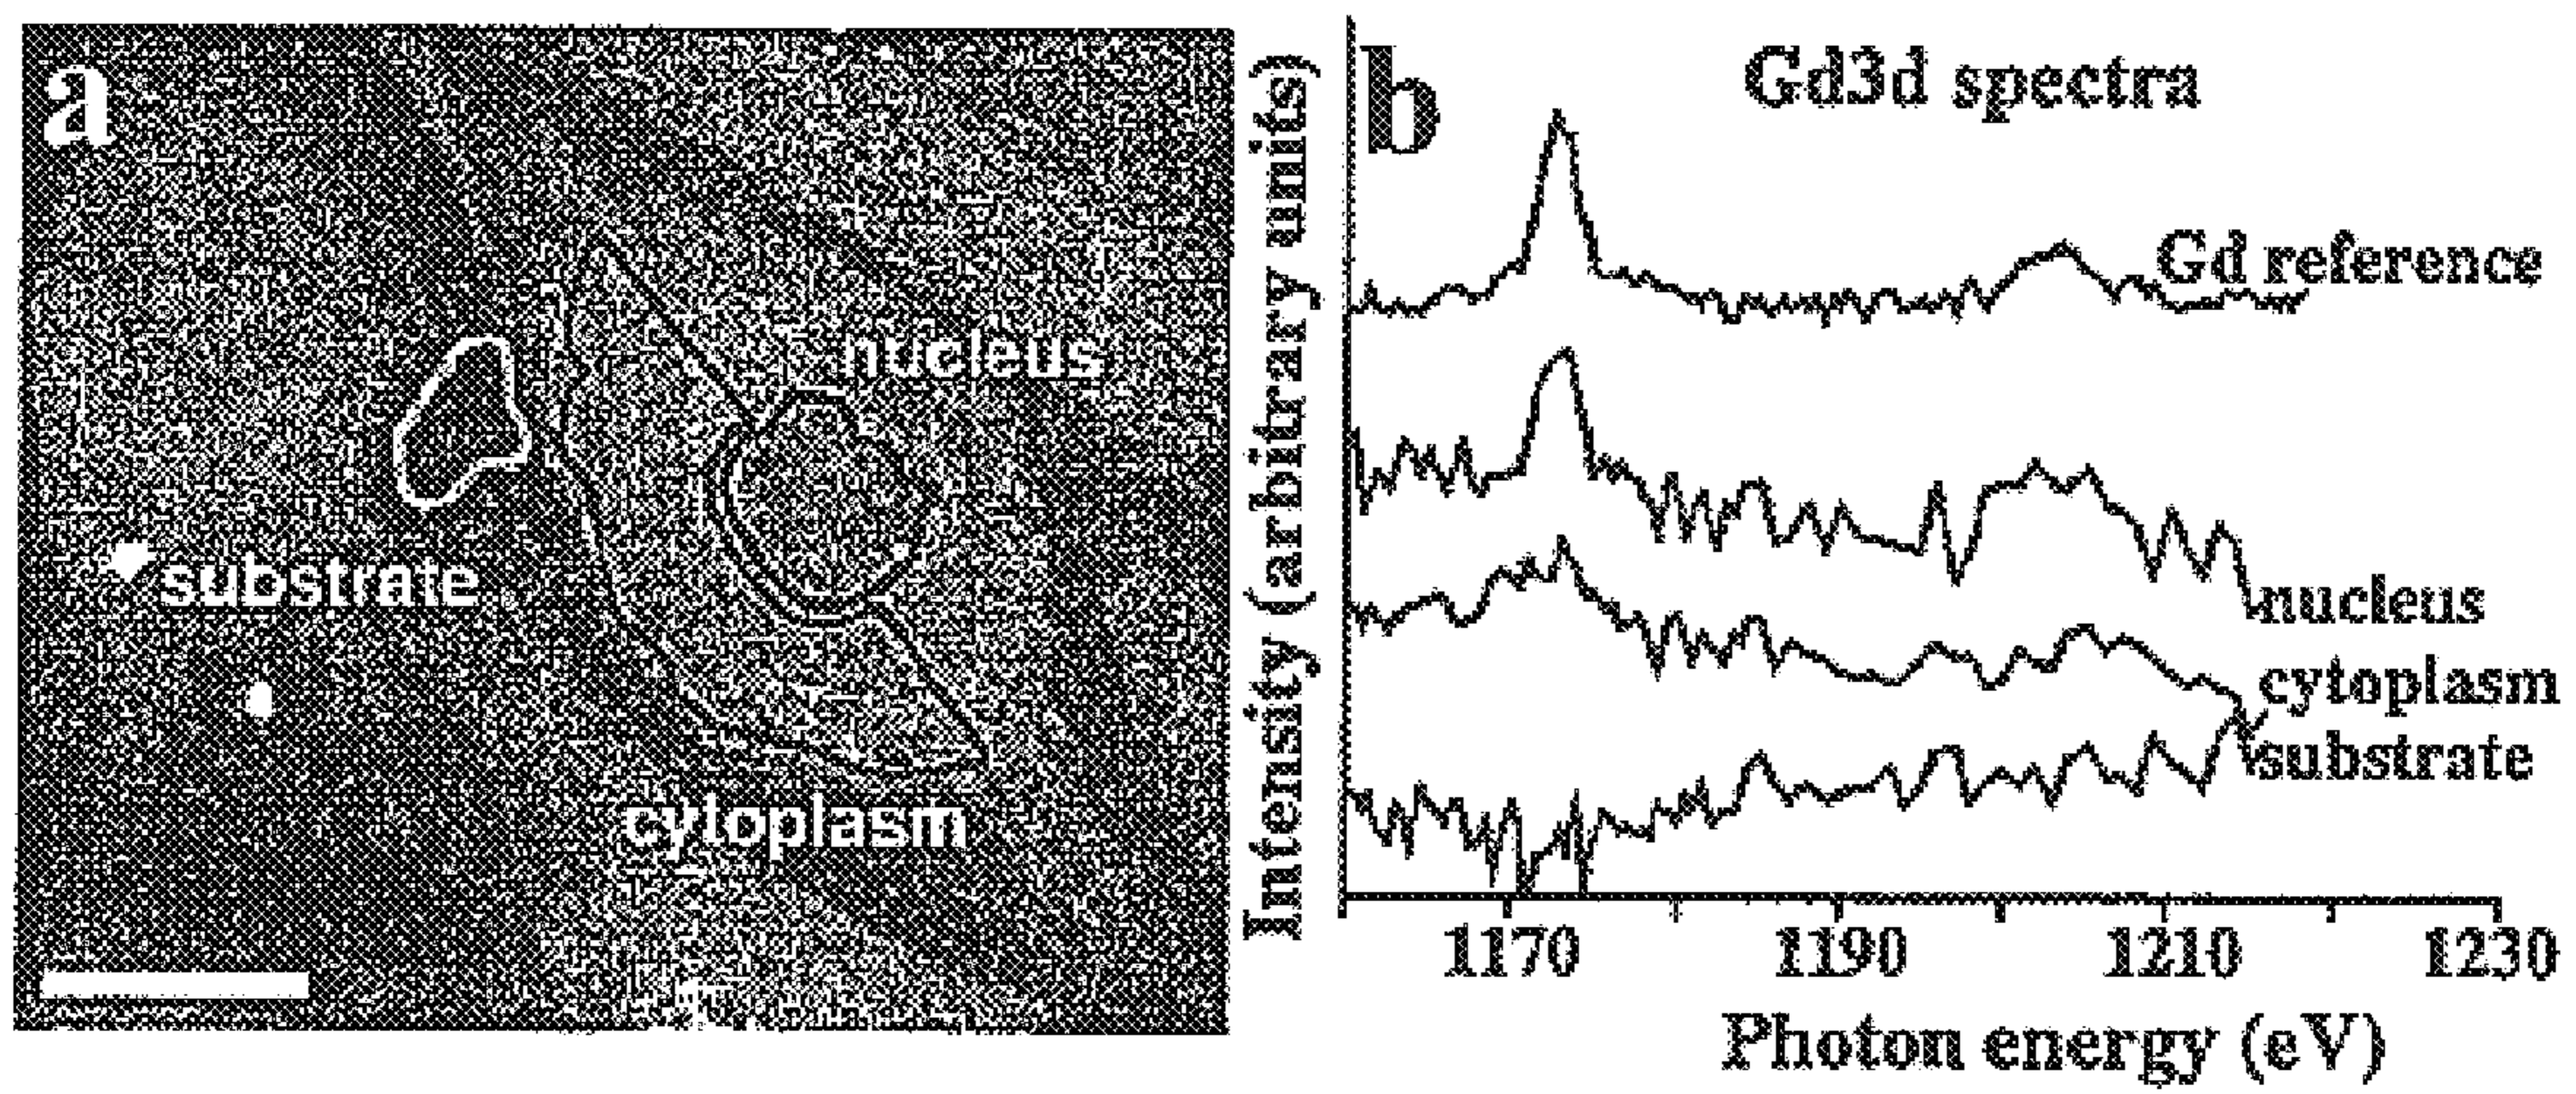 a
nucleus
substrate
cytoplasm
b
Gd3d spectra
Intensity (arbitrary units)
Gd reference
nucleus
cytoplasm
substrate
1170 1190 1210 1230
Photon energy (eV)